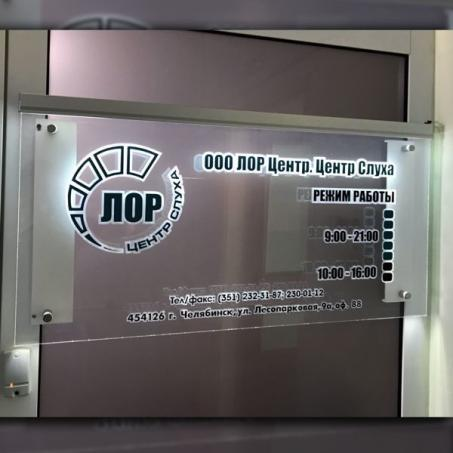 ООО ЛОР Центр. Центр Слуха
ЛОР
ЦЕНТР СЛУХА
РЕЖИМ РАБОТЫ
9:00 - 21:00
10:00 - 16:00
Тел/факс: (351) 232-31-87, 230-01-12
454126 г. Челябинск, ул. Лесопарковая, 9а, оф. 88